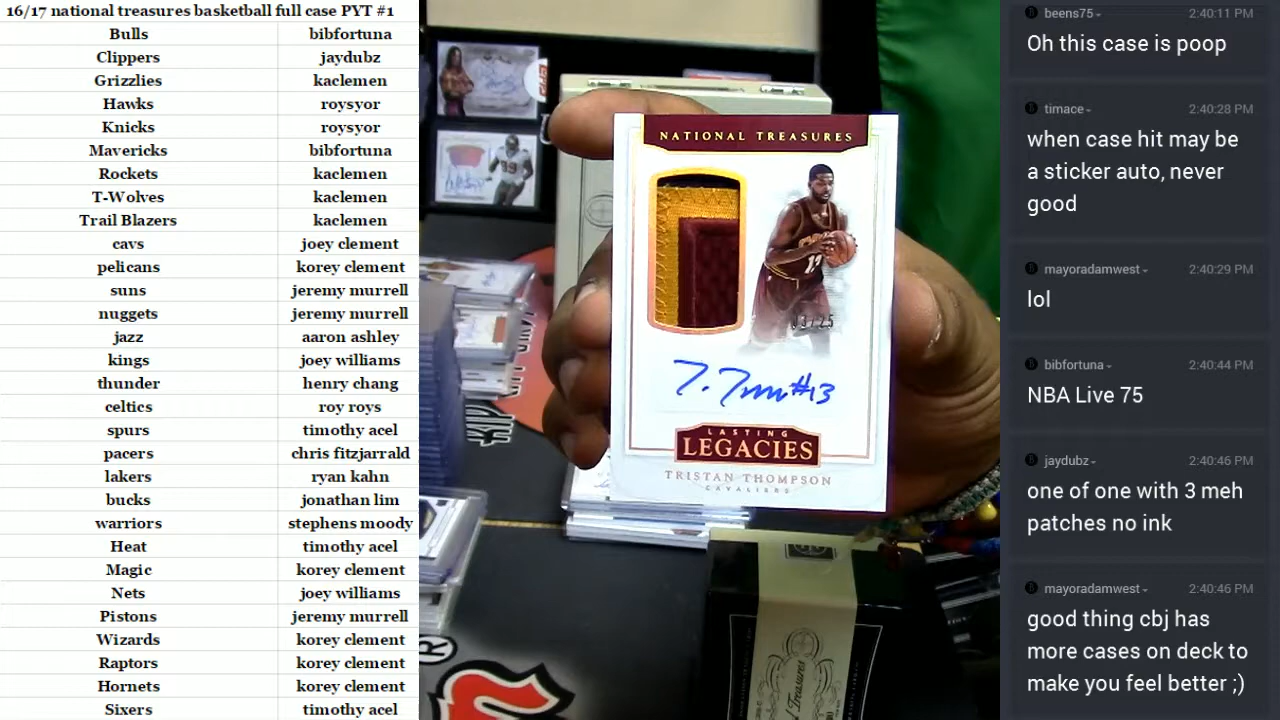 16/17 national treasures basketball full case PYT #1
Bulls bibfortuna
Clippers jaydubz
Grizzlies kaclemen
Hawks roysyor
Knicks roysyor
Mavericks bibfortuna
Rockets kaclemen
T-Wolves kaclemen
Trail Blazers kaclemen
cavs joey clement
pelicans korey clement
suns jeremy murrell
nuggets jeremy murrell
jazz aaron ashley
kings joey williams
thunder henry chang
celtics roy roys
spurs timothy acel
pacers chris fitzjarrald
lakers ryan kahn
bucks jonathan lim
warriors stephens moody
Heat timothy acel
Magic korey clement
Nets joey williams
Pistons jeremy murrell
Wizards korey clement
Raptors korey clement
Hornets korey clement
Sixers timothy acel
NATIONAL TREASURES
13
03/25
#13
LASTING
LEGACIES
TRISTAN THOMPSON
CAVALIERS
99
beens75 2:40:11 PM
Oh this case is poop
timace 2:40:28 PM
when case hit may be
a sticker auto, never
good
mayoradamwest 2:40:29 PM
lol
bibfortuna 2:40:44 PM
NBA Live 75
jaydubz 2:40:46 PM
one of one with 3 meh
patches no ink
mayoradamwest 2:40:46 PM
good thing cbj has
more cases on deck to
make you feel better ;)